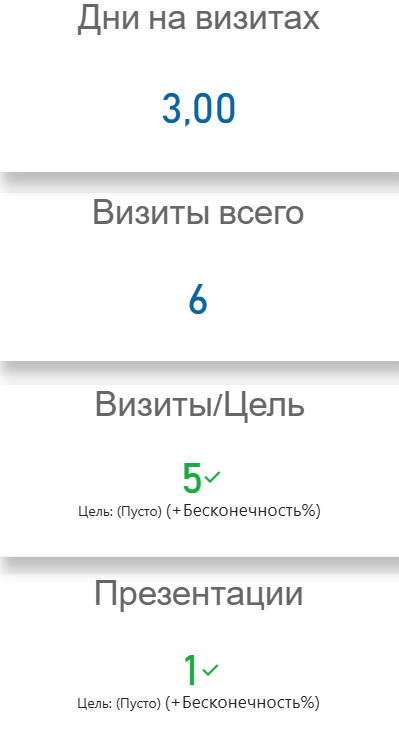 Дни на визитах
3,00
Визиты всего
6
Визиты/Цель
5
Цель: (Пусто) (+Бесконечность%)
Презентации
1
Цель: (Пусто) (+Бесконечность%)